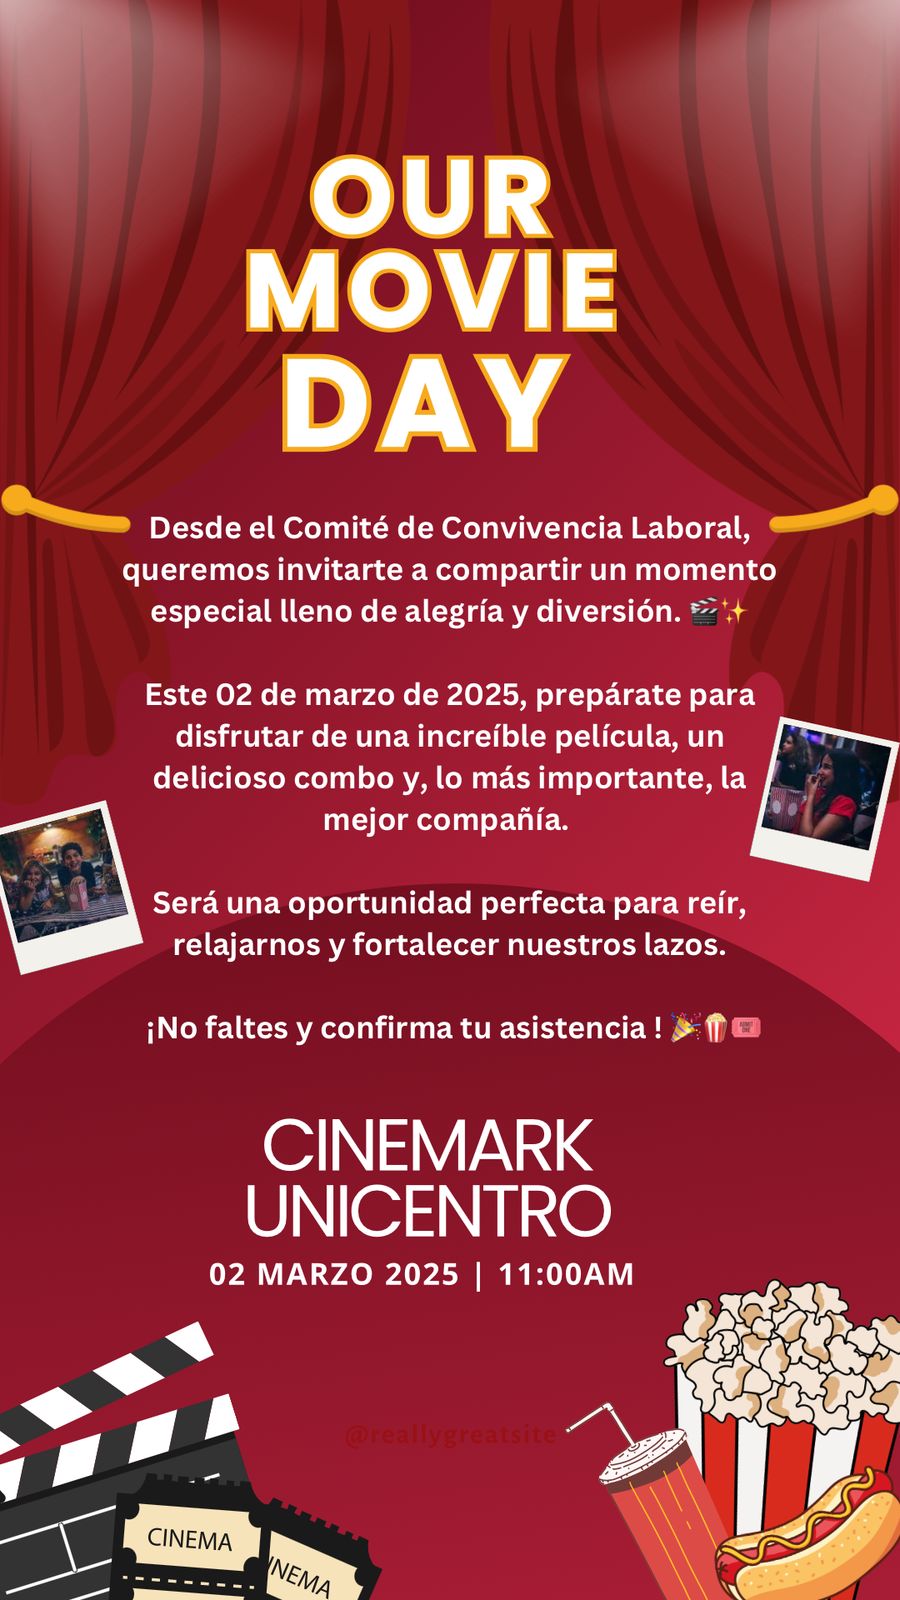 OUR
MOVIE
DAY
Desde el Comité de Convivencia Laboral,
queremos invitarte a compartir un momento
especial lleno de alegría y diversión. 🎬✨
Este 02 de marzo de 2025, prepárate para
disfrutar de una increíble película, un
delicioso combo y, lo más importante, la
mejor compañía.
Será una oportunidad perfecta para reír,
relajarnos y fortalecer nuestros lazos.
¡No faltes y confirma tu asistencia ! 🎉🍿🎟️
CINEMARK
UNICENTRO
02 MARZO 2025 | 11:00AM
@reallygreatsite
CINEMA
INEMA